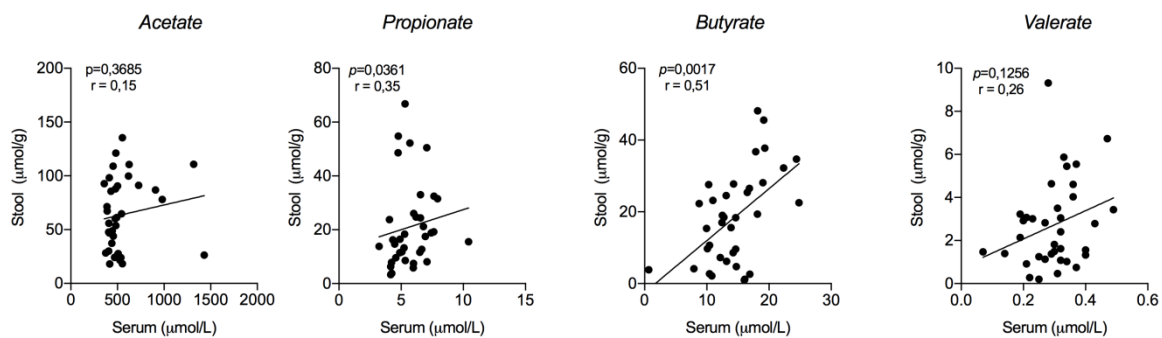 Acetate
p=0,3685
r = 0,15
200
150
100
50
0
Stool (μmol/g)
0 500 1000 1500 2000
Serum (μmol/L)
Propionate
p=0,0361
r = 0,35
80
60
40
20
0
Stool (μmol/g)
0 5 10 15
Serum (μmol/L)
Butyrate
p=0,0017
r = 0,51
60
40
20
0
Stool (μmol/g)
0 10 20 30
Serum (μmol/L)
Valerate
p=0,1256
r = 0,26
10
8
6
4
2
0
Stool (μmol/g)
0.0 0.2 0.4 0.6
Serum (μmol/L)